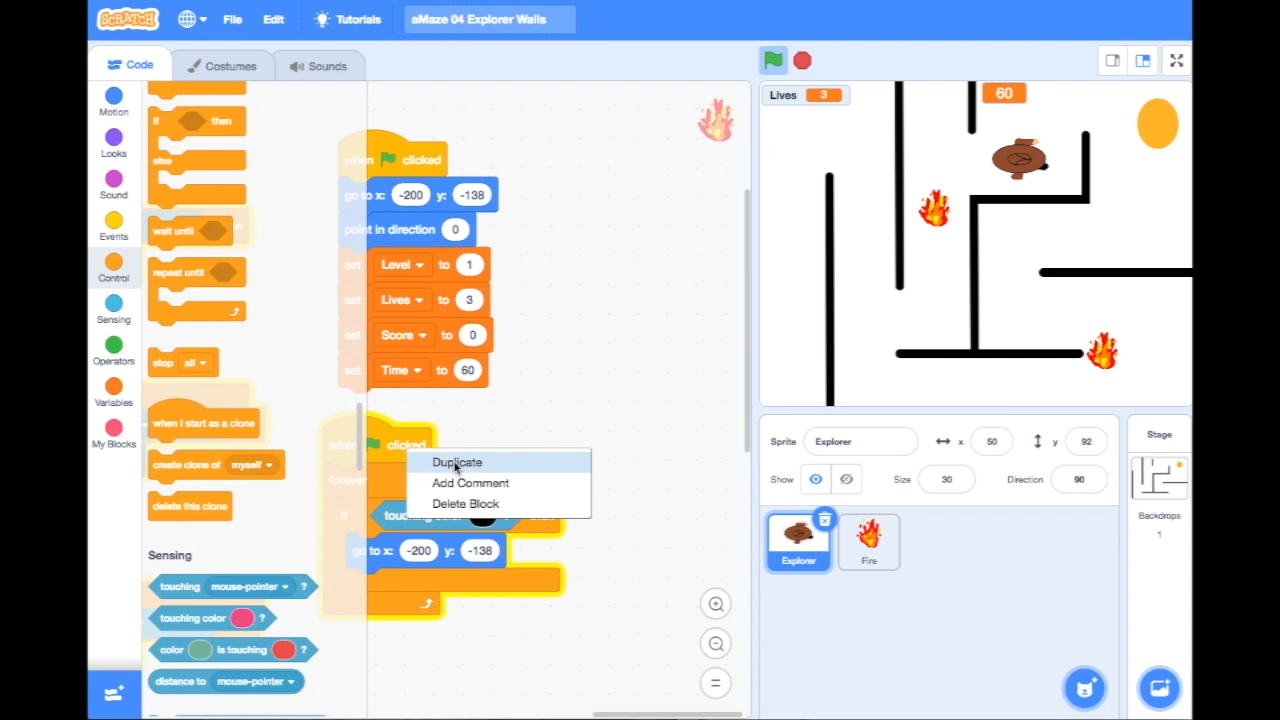 SCRATCH File Edit Tutorials aMaze 04 Explorer Walls
Code Costumes Sounds
Motion
Looks
Sound
Events
Control
Sensing
Operators
Variables
My Blocks
if then
else
wait until
repeat until
stop all
when I start as a clone
create clone of myself
delete this clone
Sensing
touching mouse-pointer ?
touching color ?
color is touching ?
distance to mouse-pointer
when clicked
go to x: -200 y: -138
point in direction 0
set Level to 1
set Lives to 3
set Score to 0
set Time to 60
when clicked
forever
if touching color then
go to x: -200 y: -138
Duplicate
Add Comment
Delete Block
Lives 3
60
Sprite Explorer x 50 y 92
Show Size 30 Direction 90
Explorer
Fire
Stage
Backdrops
1